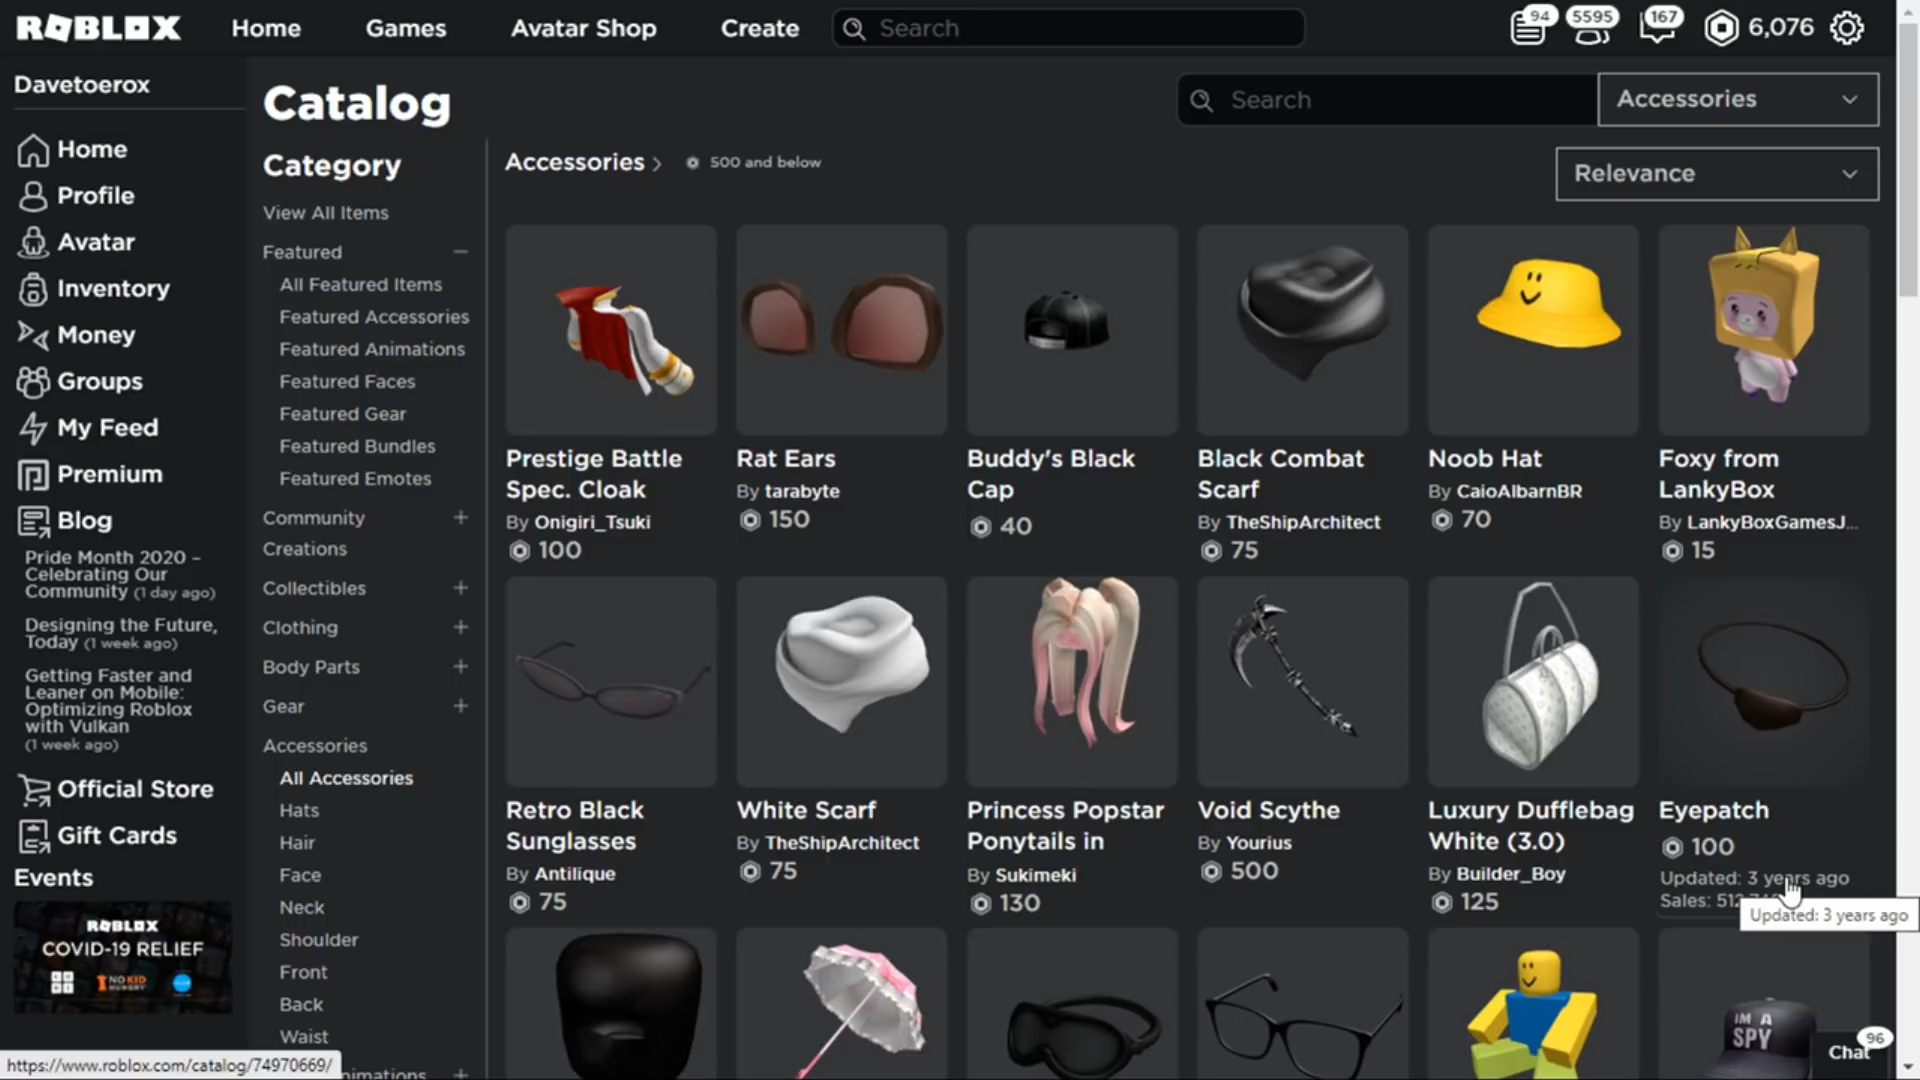 ROBLOX
Home
Games
Avatar Shop
Create
Search
94
5595
167
6,076
Davetoerox
Home
Profile
Avatar
Inventory
Money
Groups
My Feed
Premium
Blog
Pride Month 2020 –
Celebrating Our
Community (1 day ago)
Designing the Future,
Today (1 week ago)
Getting Faster and
Leaner on Mobile:
Optimizing Roblox
with Vulkan
(1 week ago)
Official Store
Gift Cards
Events
ROBLOX
COVID-19 RELIEF
NO KID
HUNGRY
https://www.roblox.com/catalog/74970669/
Catalog
Search
Accessories
Category
View All Items
Featured
All Featured Items
Featured Accessories
Featured Animations
Featured Faces
Featured Gear
Featured Bundles
Featured Emotes
Community
Creations
Collectibles
Clothing
Body Parts
Gear
Accessories
All Accessories
Hats
Hair
Face
Neck
Shoulder
Front
Back
Waist
Accessories >
500 and below
Relevance
Prestige Battle
Spec. Cloak
By Onigiri_Tsuki
100
Rat Ears
By tarabyte
150
Buddy's Black
Cap
40
Black Combat
Scarf
By TheShipArchitect
75
Noob Hat
By CaioAlbarnBR
70
Foxy from
LankyBox
By LankyBoxGamesJ...
15
Retro Black
Sunglasses
By Antilique
75
White Scarf
By TheShipArchitect
75
Princess Popstar
Ponytails in
By Sukimeki
130
Void Scythe
By Yourius
500
Luxury Dufflebag
White (3.0)
By Builder_Boy
125
Eyepatch
100
Updated: 3 years ago
Sales:
Updated: 3 years ago
IM A
SPY
Chat
96